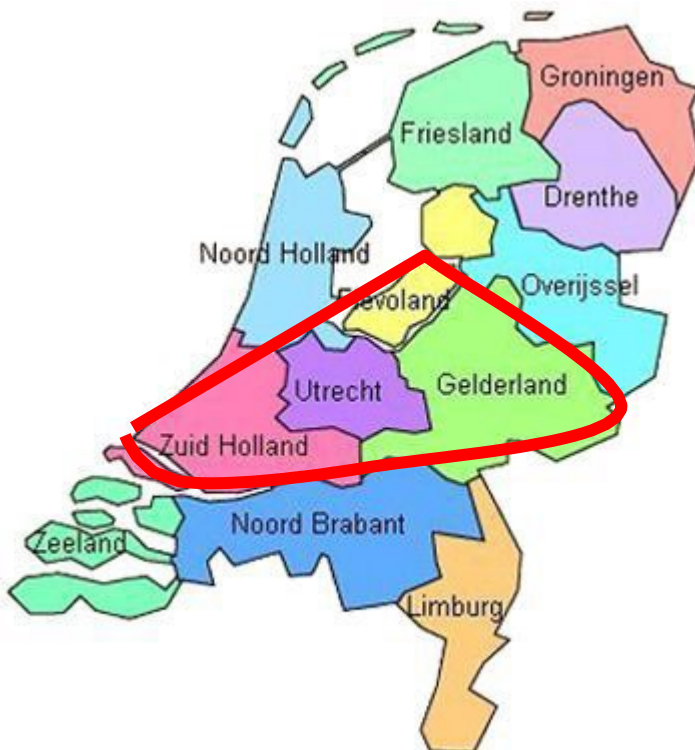 Groningen
Friesland
Drenthe
Noord Holland
Overijssel
Flevoland
Gelderland
Utrecht
Zuid Holland
Noord Brabant
Zeeland
Limburg